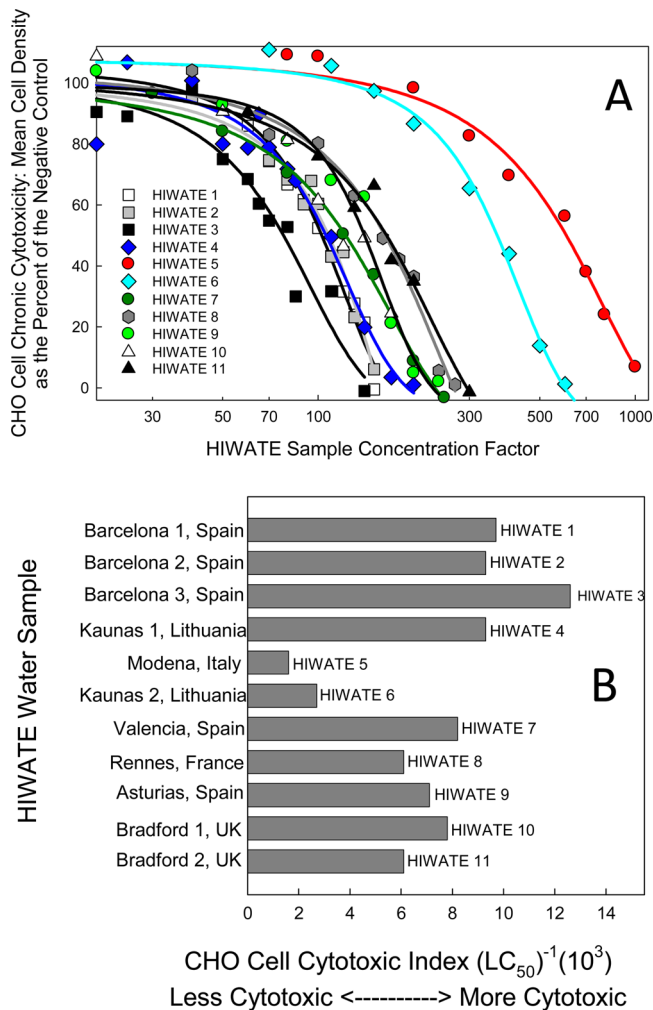 CHO Cell Chronic Cytotoxicity: Mean Cell Density
as the Percent of the Negative Control
100
80
60
40
20
0
A
HIWATE 1
HIWATE 2
HIWATE 3
HIWATE 4
HIWATE 5
HIWATE 6
HIWATE 7
HIWATE 8
HIWATE 9
HIWATE 10
HIWATE 11
30 50 70 100 300 500 700 1000
HIWATE Sample Concentration Factor
HIWATE Water Sample
Barcelona 1, Spain HIWATE 1
Barcelona 2, Spain HIWATE 2
Barcelona 3, Spain HIWATE 3
Kaunas 1, Lithuania HIWATE 4
Modena, Italy HIWATE 5
Kaunas 2, Lithuania HIWATE 6
B
Valencia, Spain HIWATE 7
Rennes, France HIWATE 8
Asturias, Spain HIWATE 9
Bradford 1, UK HIWATE 10
Bradford 2, UK HIWATE 11
0 2 4 6 8 10 12 14
CHO Cell Cytotoxic Index (LC₅₀)⁻¹(10³)
Less Cytotoxic <----------> More Cytotoxic